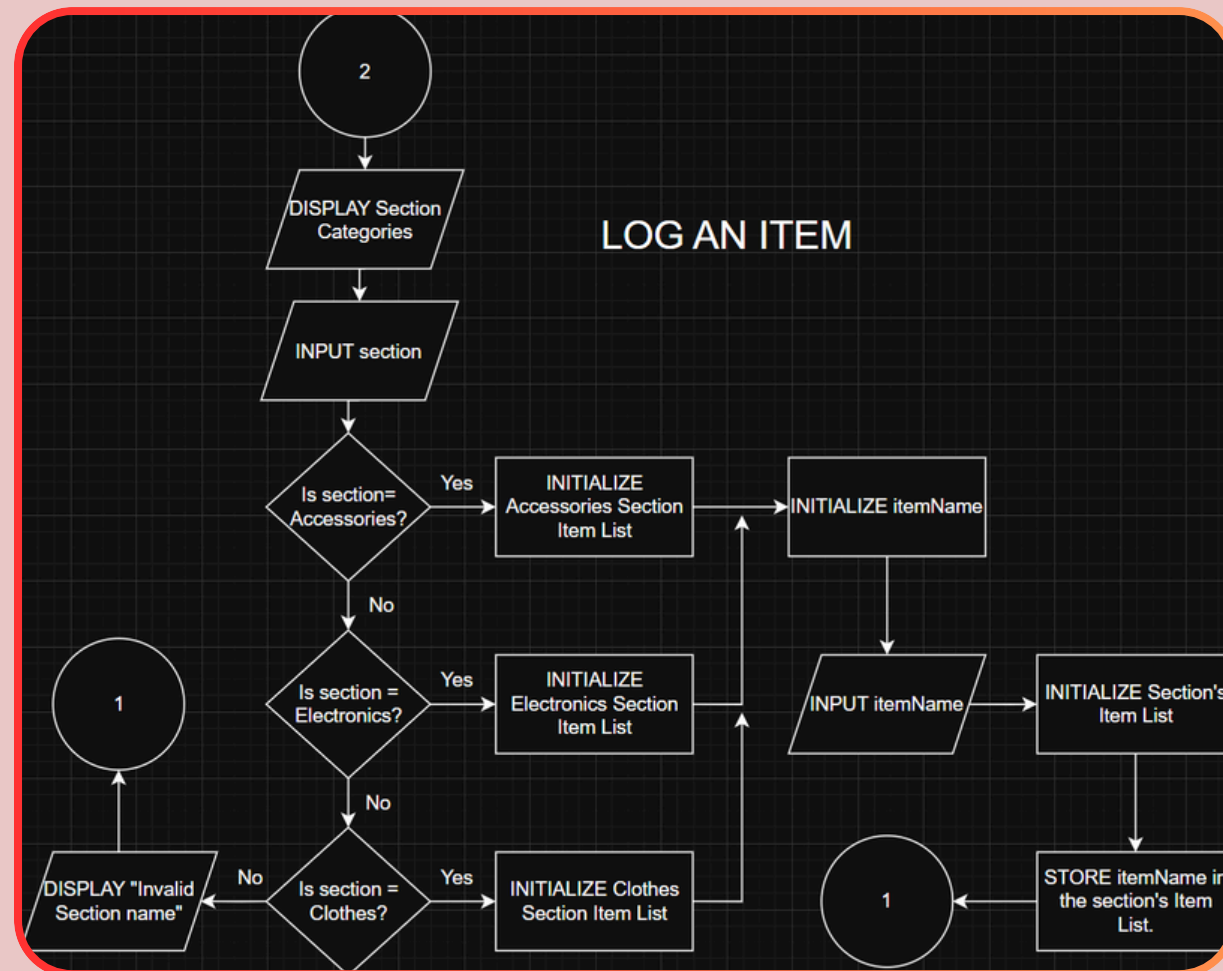 2
DISPLAY Section
Categories
LOG AN ITEM
INPUT section
Is section=
Accessories?
Yes
INITIALIZE
Accessories Section
Item List
INITIALIZE itemName
No
Is section =
Electronics?
Yes
INITIALIZE
Electronics Section
Item List
INPUT itemName
INITIALIZE Section's
Item List
1
No
Is section =
Clothes?
Yes
INITIALIZE Clothes
Section Item List
No
DISPLAY "Invalid
Section name"
1
STORE itemName in
the section's Item
List.